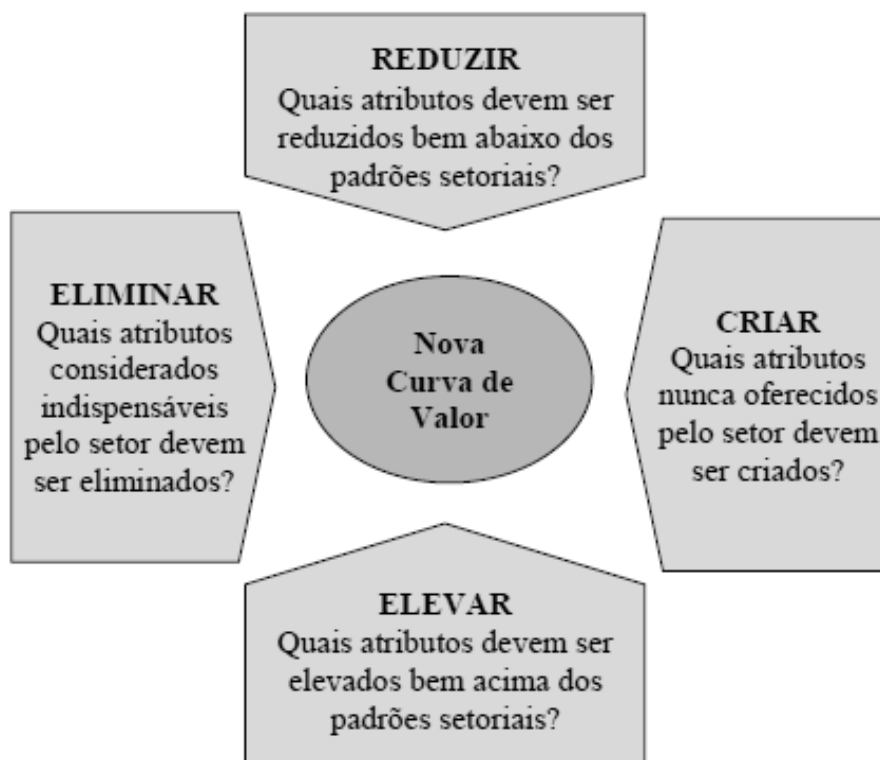 REDUZIR
Quais atributos devem ser
reduzidos bem abaixo dos
padrões setoriais?
ELIMINAR
Quais atributos
considerados
indispensáveis
pelo setor devem
ser eliminados?
Nova
Curva de
Valor
CRIAR
Quais atributos
nunca oferecidos
pelo setor devem
ser criados?
ELEVAR
Quais atributos devem ser
elevados bem acima dos
padrões setoriais?